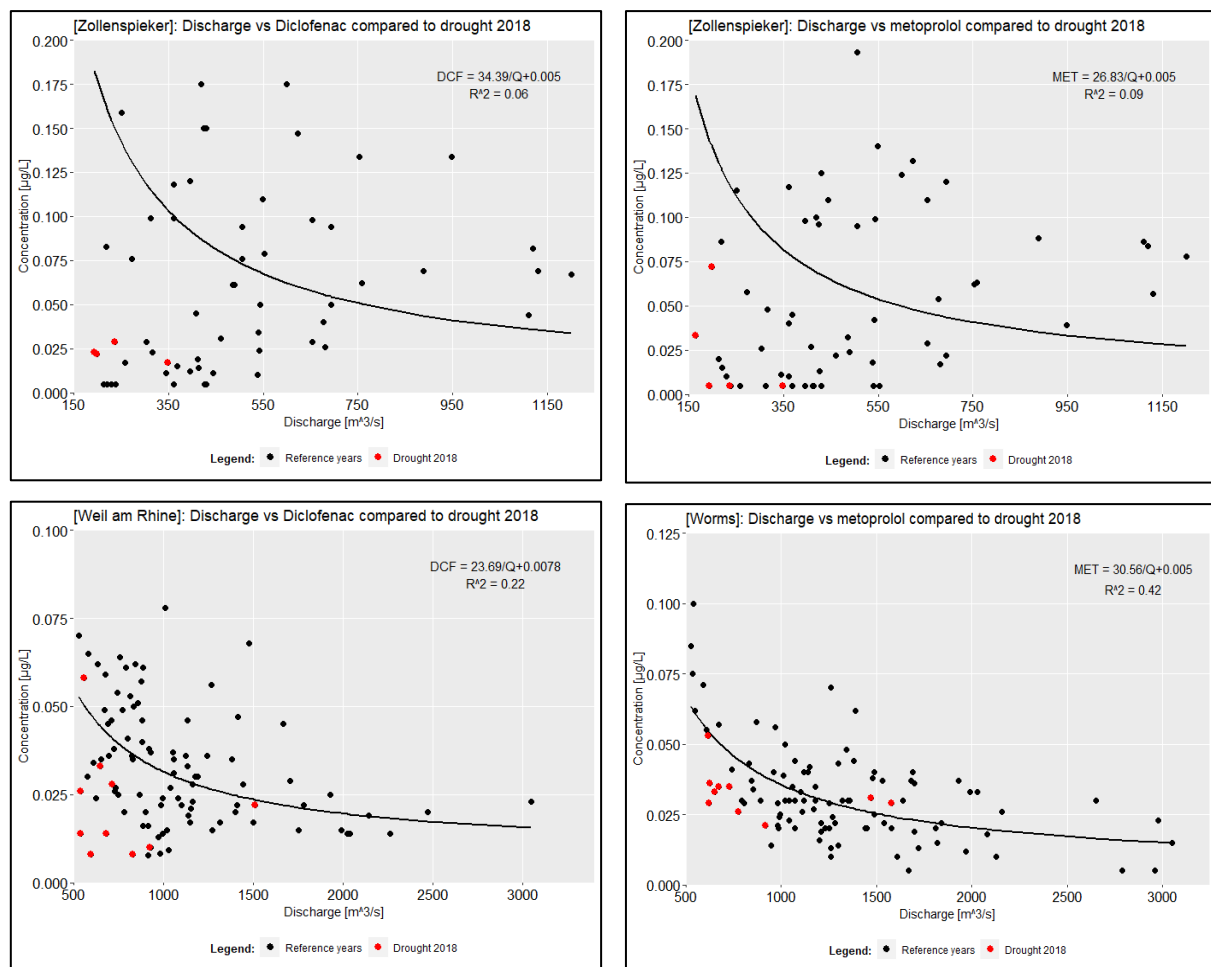 [Zollenspieker]: Discharge vs Diclofenac compared to drought 2018
0.200
0.175
0.150
0.125
0.100
0.075
0.050
0.025
0.000
Concentration [µg/L]
DCF = 34.39/Q+0.005
R^2 = 0.06
150 350 550 750 950 1150
Discharge [m^3/s]
Legend: Reference years Drought 2018
[Zollenspieker]: Discharge vs metoprolol compared to drought 2018
0.200
0.175
0.150
0.125
0.100
0.075
0.050
0.025
0.000
Concentration [µg/L]
MET = 26.83/Q+0.005
R^2 = 0.09
150 350 550 750 950 1150
Discharge [m^3/s]
Legend: Reference years Drought 2018
[Weil am Rhine]: Discharge vs Diclofenac compared to drought 2018
0.100
0.075
0.050
0.025
0.000
Concentration [µg/L]
DCF = 23.69/Q+0.0078
R^2 = 0.22
500 1000 1500 2000 2500 3000
Discharge [m^3/s]
Legend: Reference years Drought 2018
[Worms]: Discharge vs metoprolol compared to drought 2018
0.125
0.100
0.075
0.050
0.025
0.000
Concentration [µg/L]
MET = 30.56/Q+0.005
R^2 = 0.42
500 1000 1500 2000 2500 3000
Discharge [m^3/s]
Legend: Reference years Drought 2018